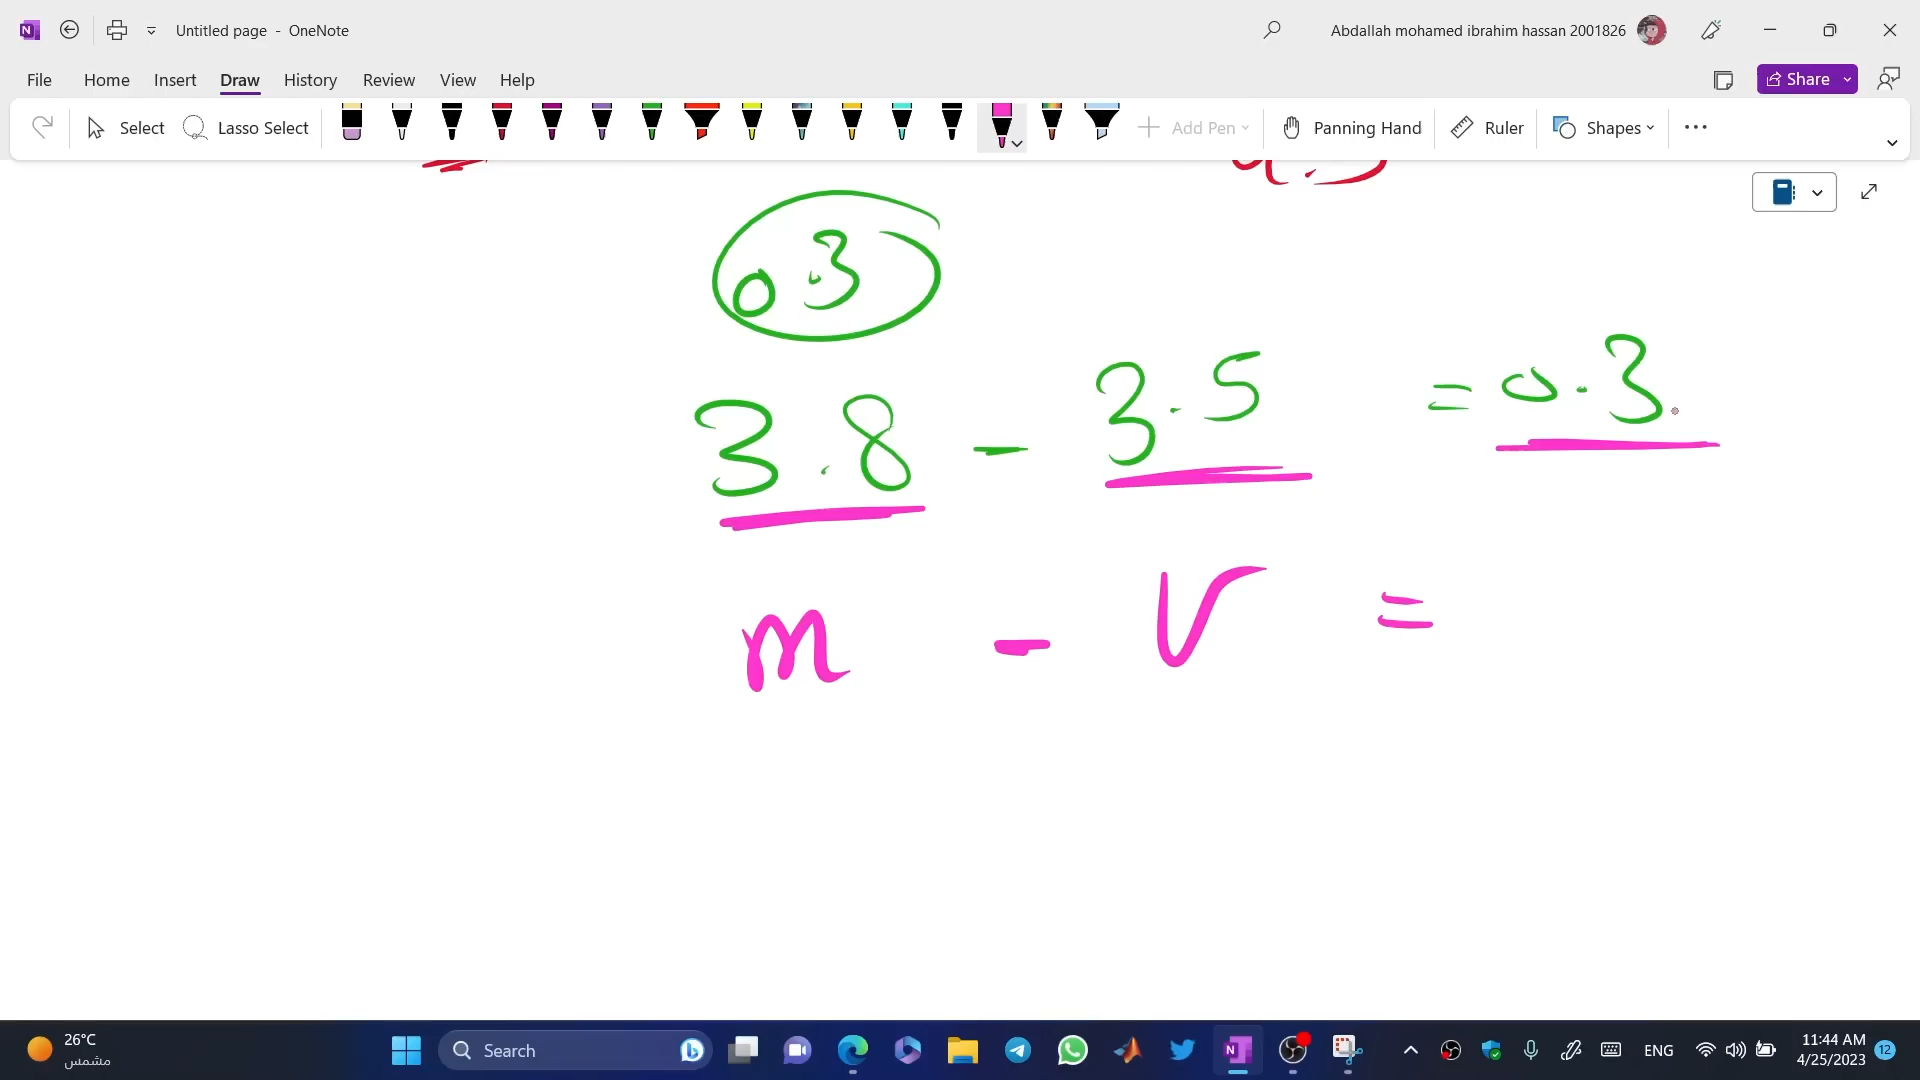 Untitled page - OneNote
Abdallah mohamed ibrahim hassan 2001826
File Home Insert Draw History Review View Help
Share
Select Lasso Select Add Pen Panning Hand Ruler Shapes
0.3
3.8 - 3.5 = 0.3
m - v =
26°C
مشمس
Search
ENG
11:44 AM
4/25/2023
12